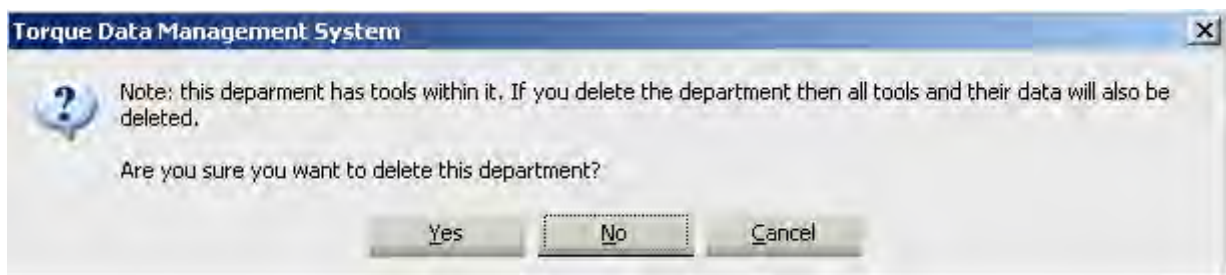 Torque Data Management System
Note: this deparment has tools within it. If you delete the department then all tools and their data will also be
deleted.
Are you sure you want to delete this department?
Yes No Cancel